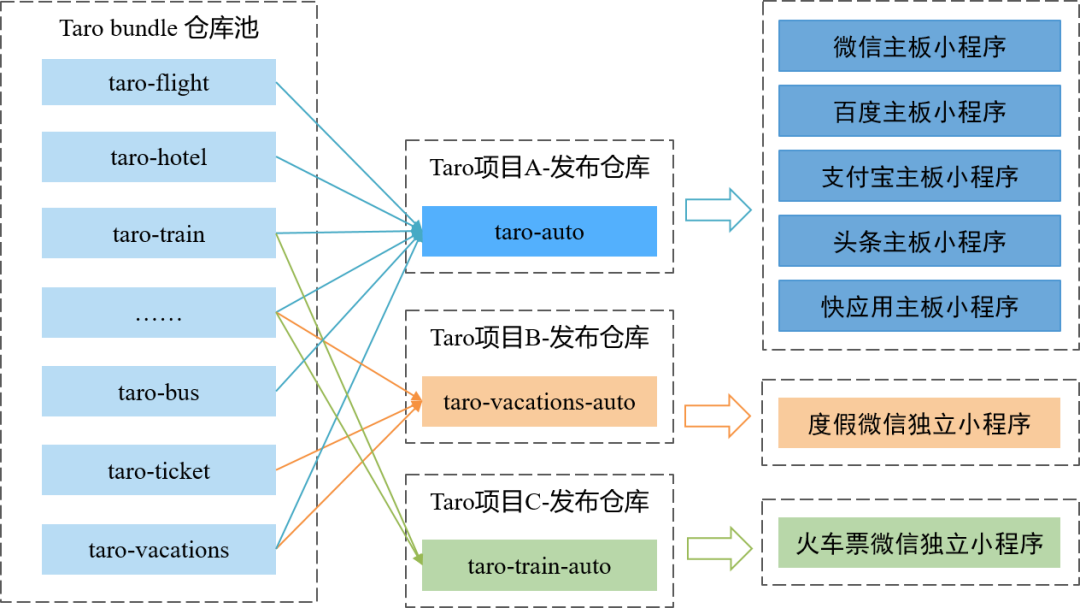 Taro bundle 仓库池
taro-flight
taro-hotel
taro-train
……
taro-bus
taro-ticket
taro-vacations
Taro项目A-发布仓库
taro-auto
Taro项目B-发布仓库
taro-vacations-auto
Taro项目C-发布仓库
taro-train-auto
微信主板小程序
百度主板小程序
支付宝主板小程序
头条主板小程序
快应用主板小程序
度假微信独立小程序
火车票微信独立小程序